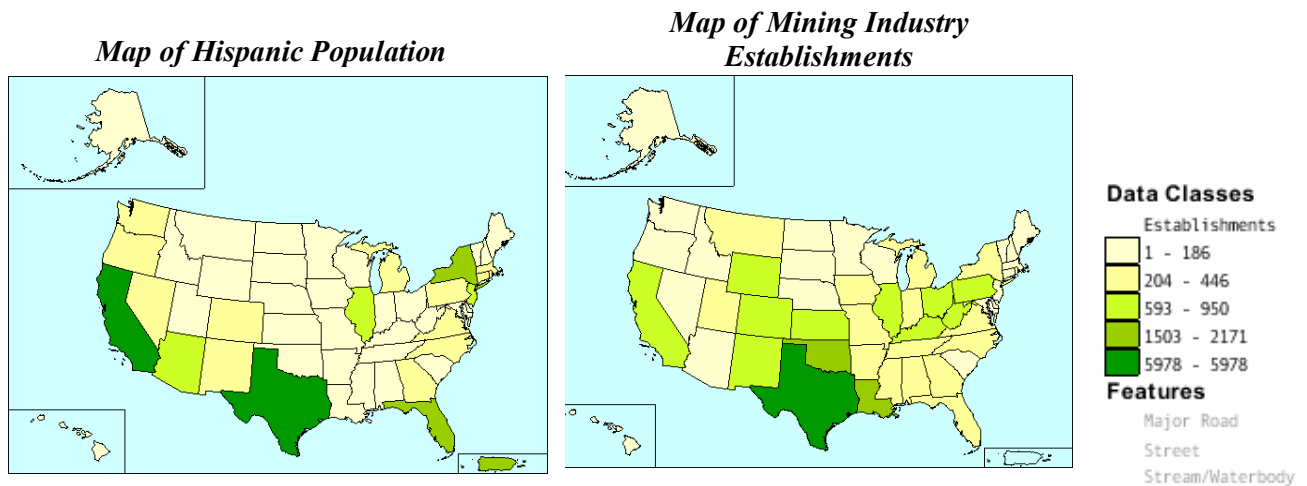 Map of Hispanic Population
Map of Mining Industry
Establishments
Data Classes
Establishments
1 - 186
204 - 446
593 - 950
1503 - 2171
5978 - 5978
Features
Major Road
Street
Stream/Waterbody